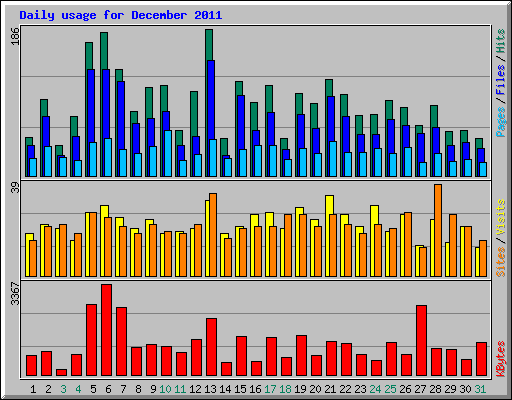 Daily usage for December 2011
186
Pages / Files / Hits
39
Sites / Visits
3367
KBytes
1 2 3 4 5 6 7 8 9 10 11 12 13 14 15 16 17 18 19 20 21 22 23 24 25 26 27 28 29 30 31